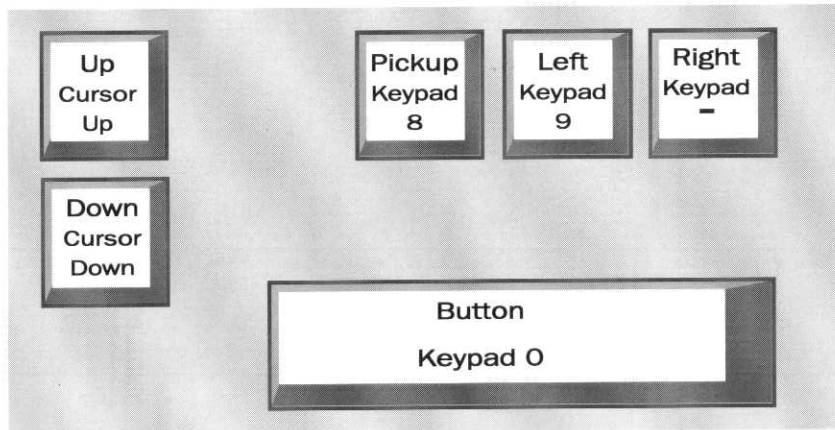 Up
Cursor
Up
Pickup
Keypad
8
Left
Keypad
9
Right
Keypad
-
Down
Cursor
Down
Button
Keypad 0